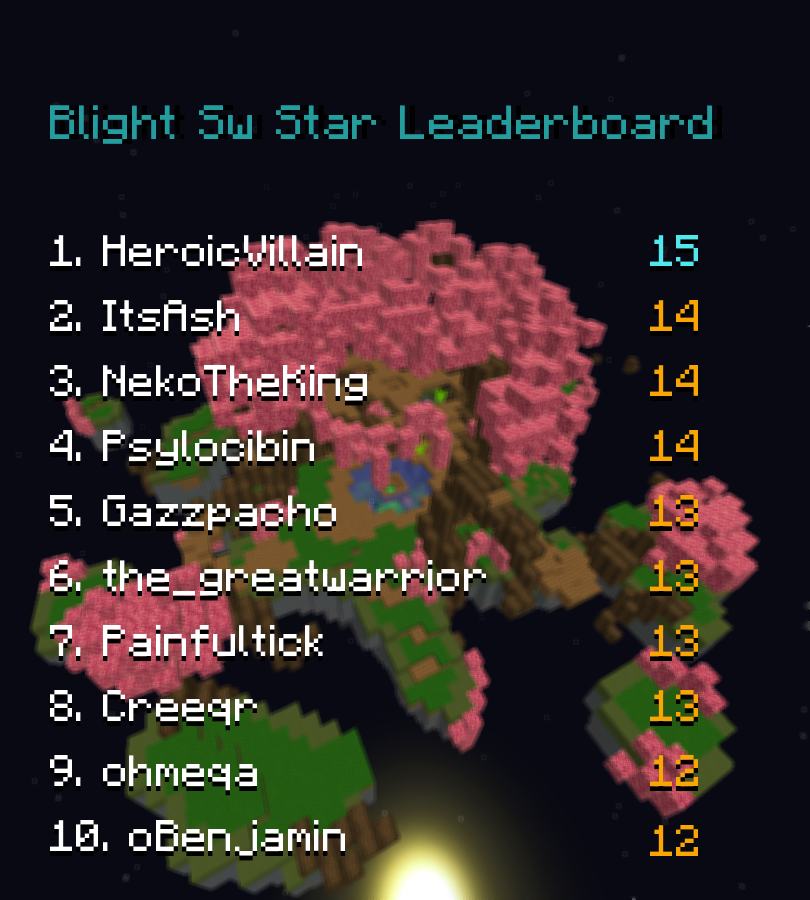 Blight Sw Star Leaderboard
1. HeroicVillain 15
2. ItsAsh 14
3. NekoTheKing 14
4. Psylocibin 14
5. Gazzpacho 13
6. the_greatwarrior 13
7. Painfultick 13
8. Creeqr 13
9. ohmeqa 12
10. oBenjamin 12